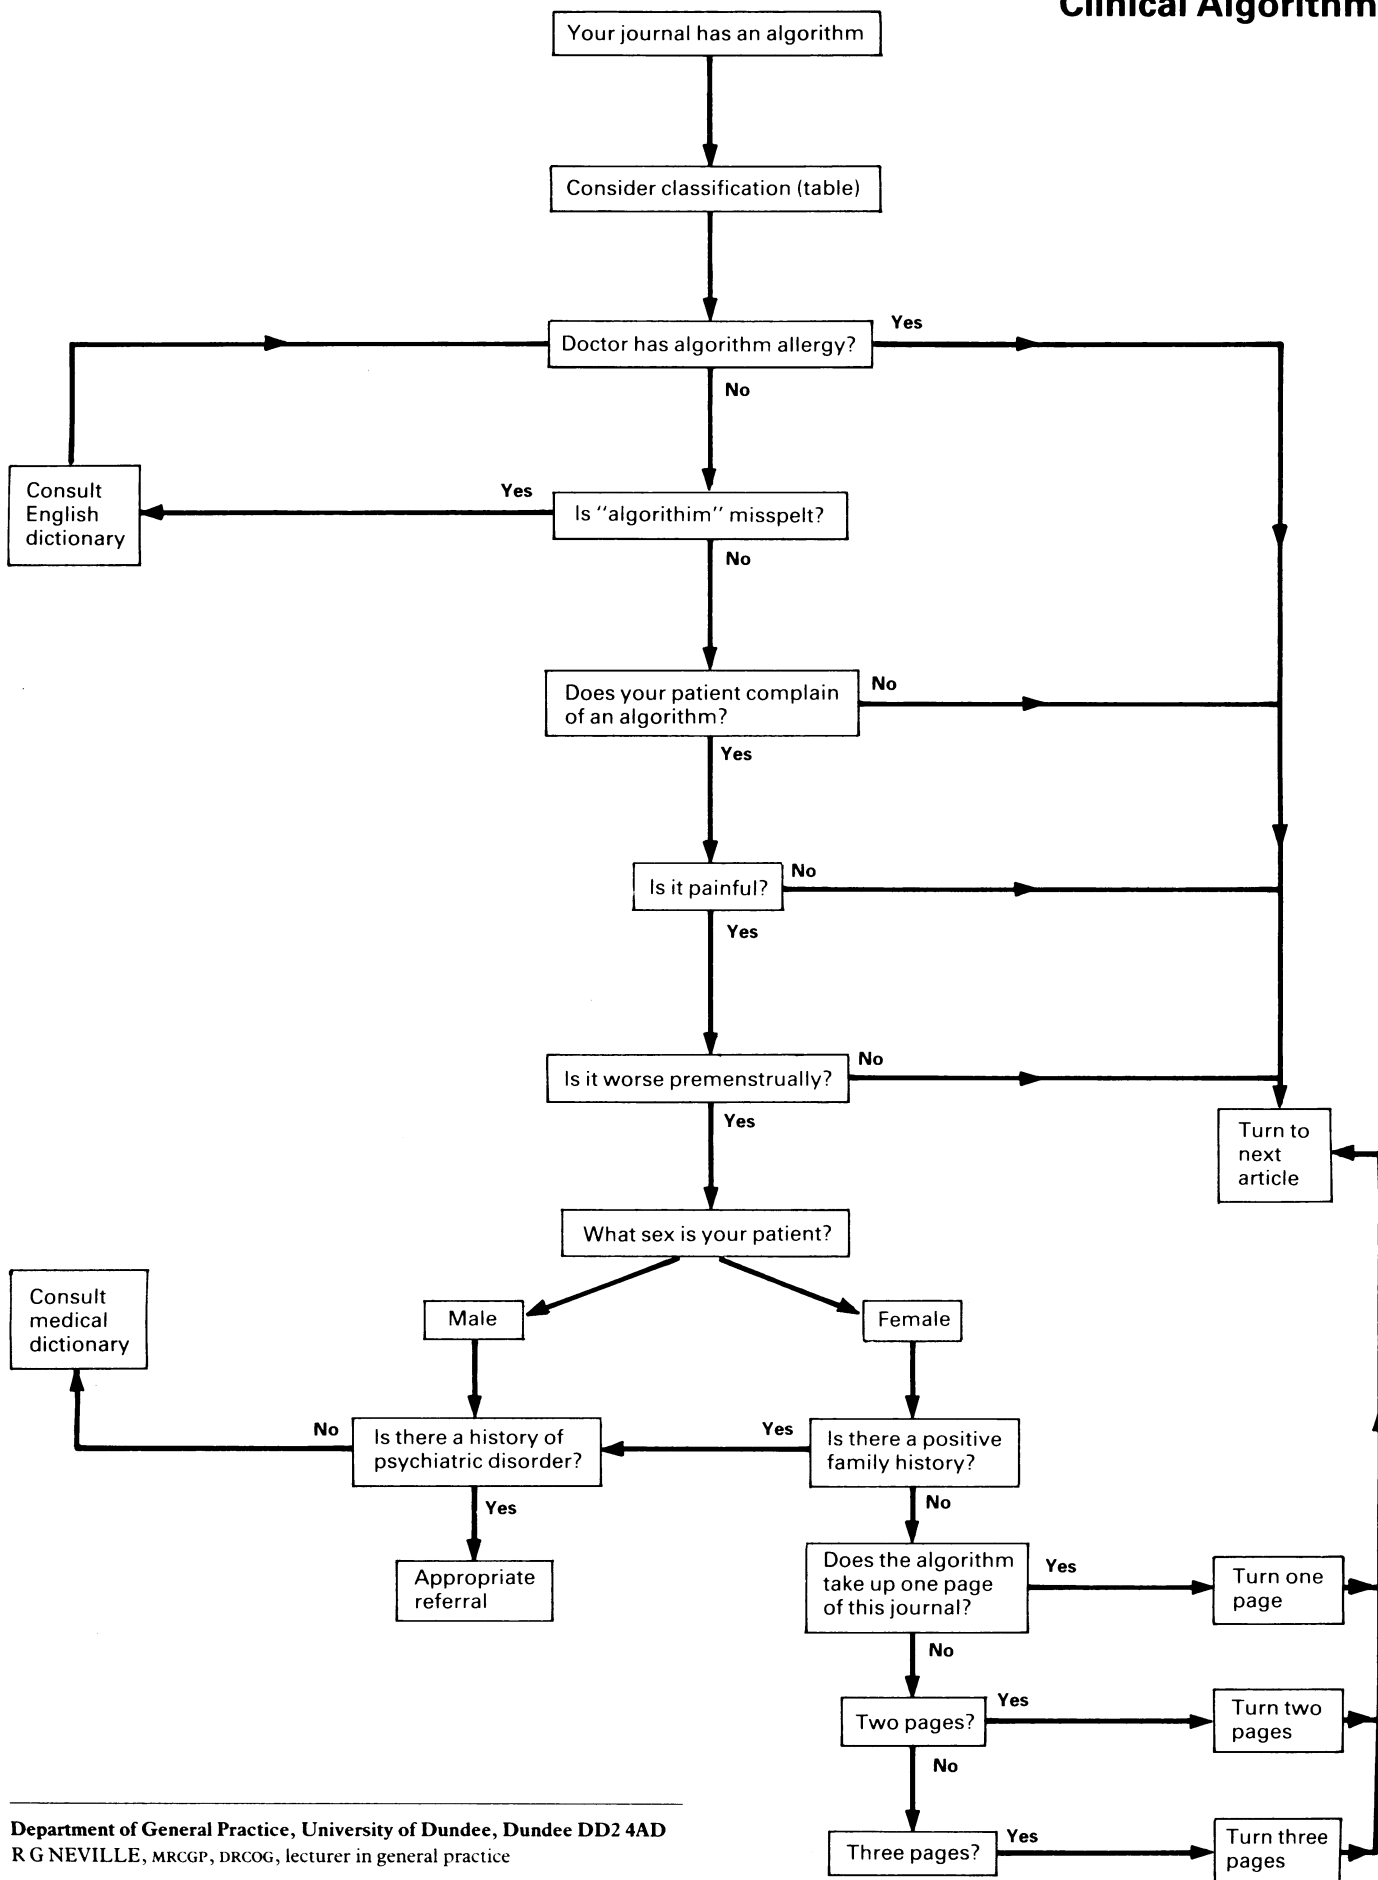 Clinical Algorithm
Your journal has an algorithm
Consider classification (table)
Doctor has algorithm allergy?
Yes
No
Consult
English
dictionary
Yes
Is "algorithim" misspelt?
No
Does your patient complain
of an algorithm?
No
Yes
Is it painful?
No
Yes
Is it worse premenstrually?
No
Yes
Turn to
next
article
What sex is your patient?
Consult
medical
dictionary
Male
Female
No
Is there a history of
psychiatric disorder?
Yes
Is there a positive
family history?
Yes
No
Appropriate
referral
Does the algorithm
take up one page
of this journal?
Yes
Turn one
page
No
Two pages?
Yes
Turn two
pages
No
Three pages?
Yes
Turn three
pages
Department of General Practice, University of Dundee, Dundee DD2 4AD
R G NEVILLE, MRCGP, DRCOG, lecturer in general practice